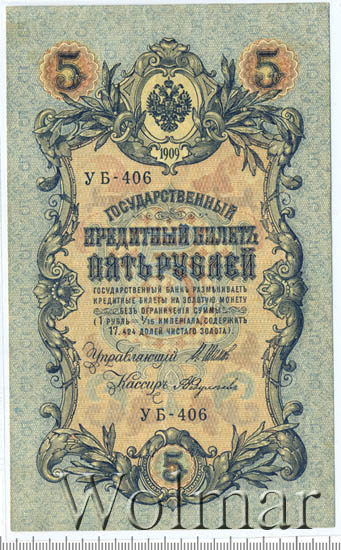 5 5
1909
УБ-406
ГОСУДАРСТВЕННЫЙ
КРЕДИТНЫЙ БИЛЕТЪ
ПЯТЬ РУБЛЕЙ
ГОСУДАРСТВЕННЫЙ БАНКЪ РАЗМѢНИВАЕТЪ
КРЕДИТНЫЕ БИЛЕТЫ НА ЗОЛОТУЮ МОНЕТУ
БЕЗЪ ОГРАНИЧЕНІЯ СУММЫ
(1 РУБЛЬ = 1/15 ИМПЕРІАЛА, СОДЕРЖИТЪ
17,424 ДОЛЕЙ ЧИСТАГО ЗОЛОТА).
Управляющій
Кассиръ
УБ-406
5
Wolmar